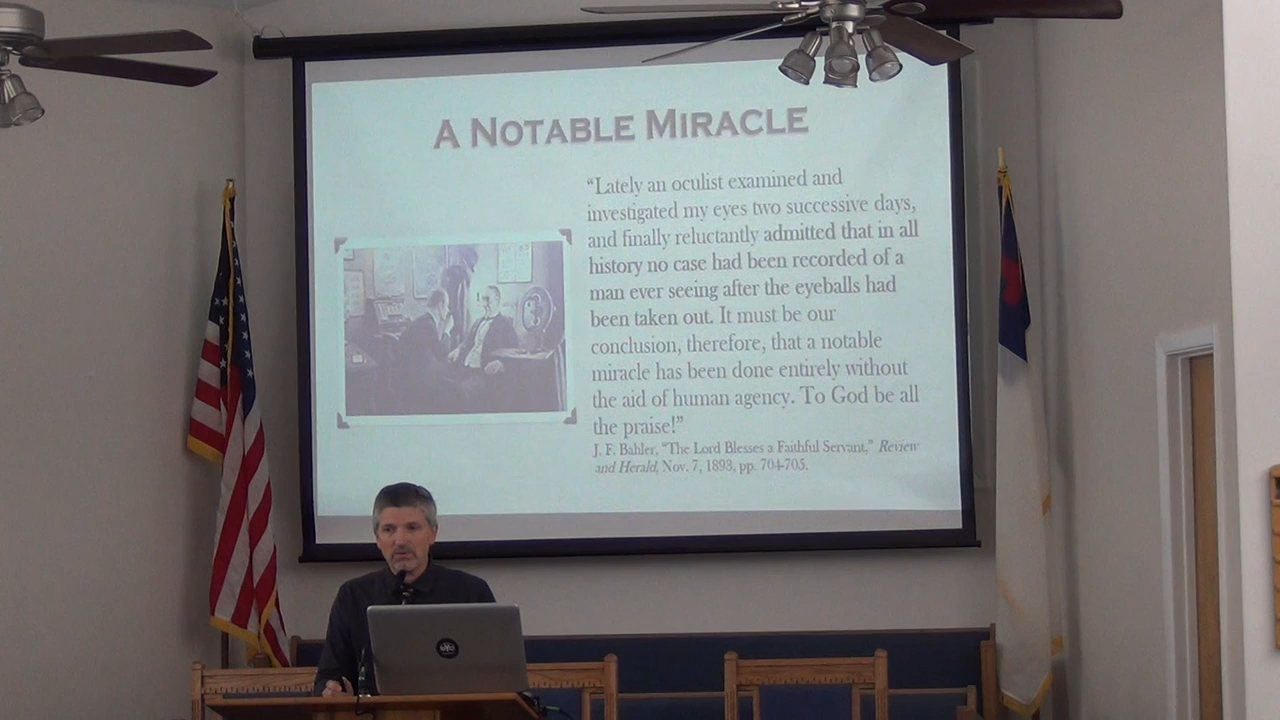 A NOTABLE MIRACLE
“Lately an oculist examined and
investigated my eyes two successive days,
and finally reluctantly admitted that in all
history no case had been recorded of a
man ever seeing after the eyeballs had
been taken out. It must be our
conclusion, therefore, that a notable
miracle has been done entirely without
the aid of human agency. To God be all
the praise!”
J. F. Bahler, “The Lord Blesses a Faithful Servant,” Review
and Herald, Nov. 7, 1893, pp. 704-705.